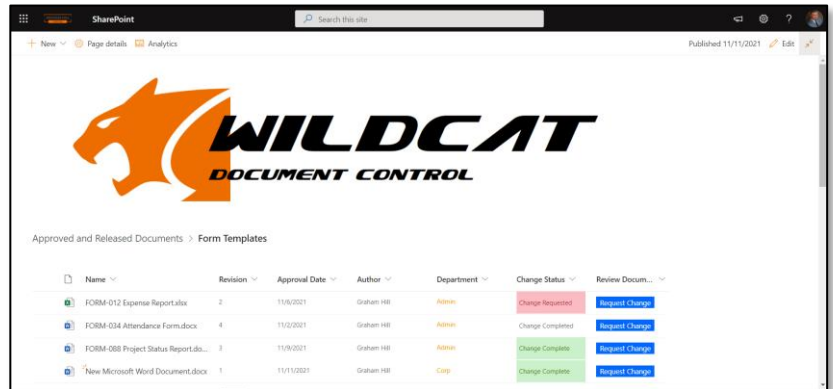 SharePoint
Search this site
?
+ New
Page details
Analytics
Published 11/11/2021
Edit
WILDCAT
DOCUMENT CONTROL
Approved and Released Documents > Form Templates
Name Revision Approval Date Author Department Change Status Review Docum...
FORM-012 Expense Report.xlsx 2 11/6/2021 Graham Hill Admin Change Requested Request Change
FORM-034 Attendance Form.docx 4 11/2/2021 Graham Hill Admin Change Completed Request Change
FORM-088 Project Status Report.do... 3 11/9/2021 Graham Hill Admin Change Complete Request Change
New Microsoft Word Document.docx 1 11/11/2021 Graham Hill Corp Change Complete Request Change